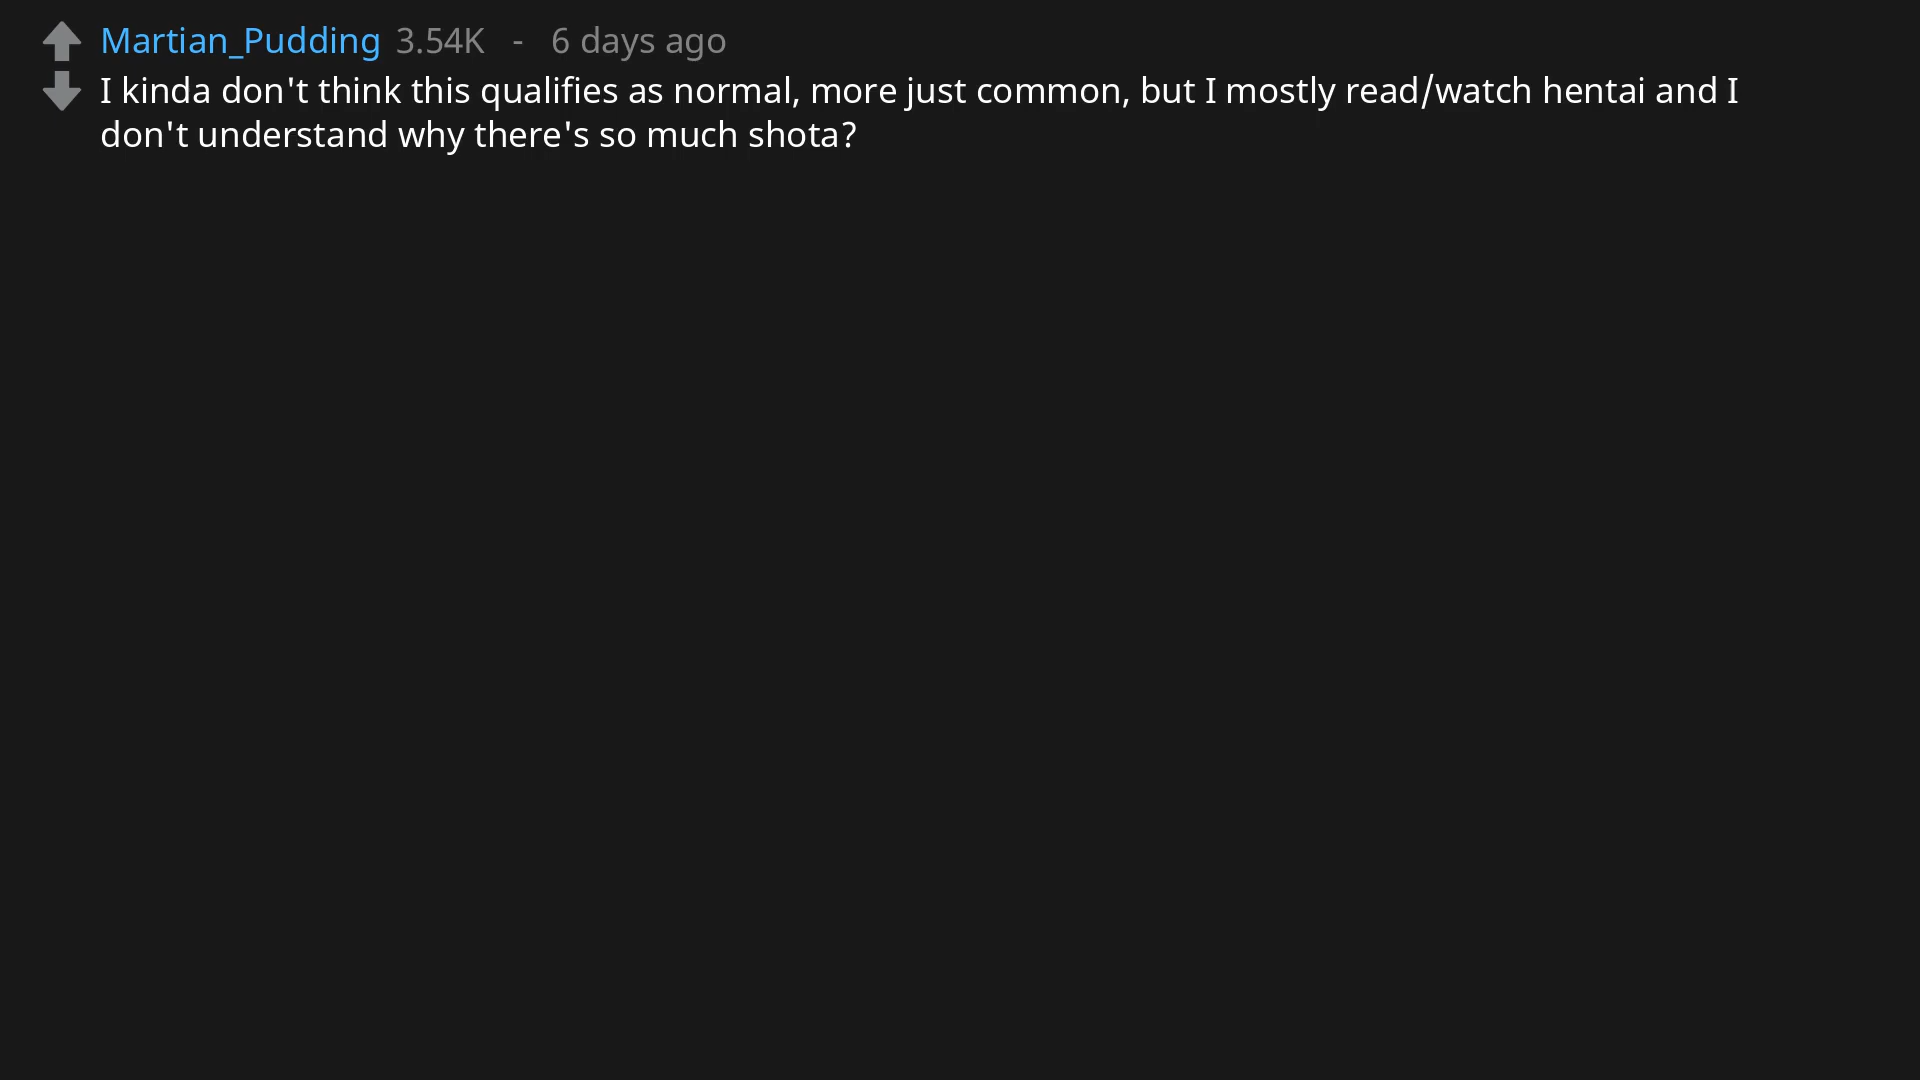 Martian_Pudding 3.54K - 6 days ago
I kinda don't think this qualifies as normal, more just common, but I mostly read/watch hentai and I
don't understand why there's so much shota?